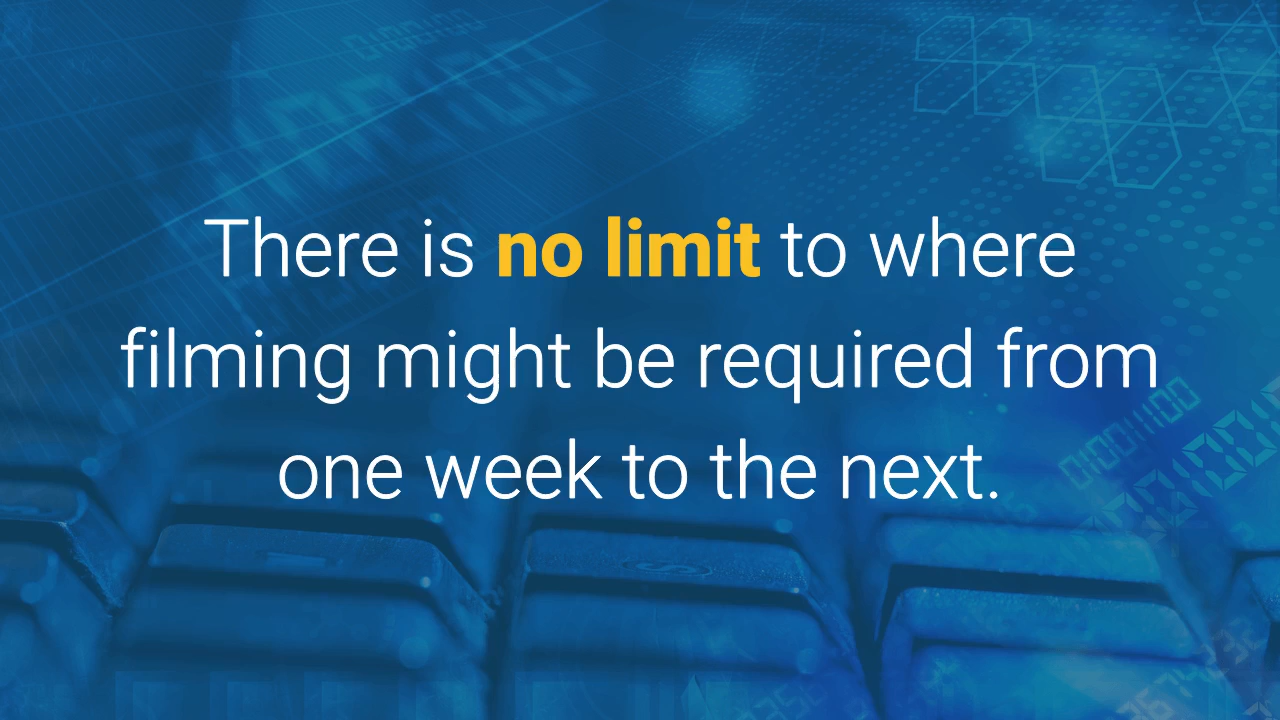 There is no limit to where
filming might be required from
one week to the next.